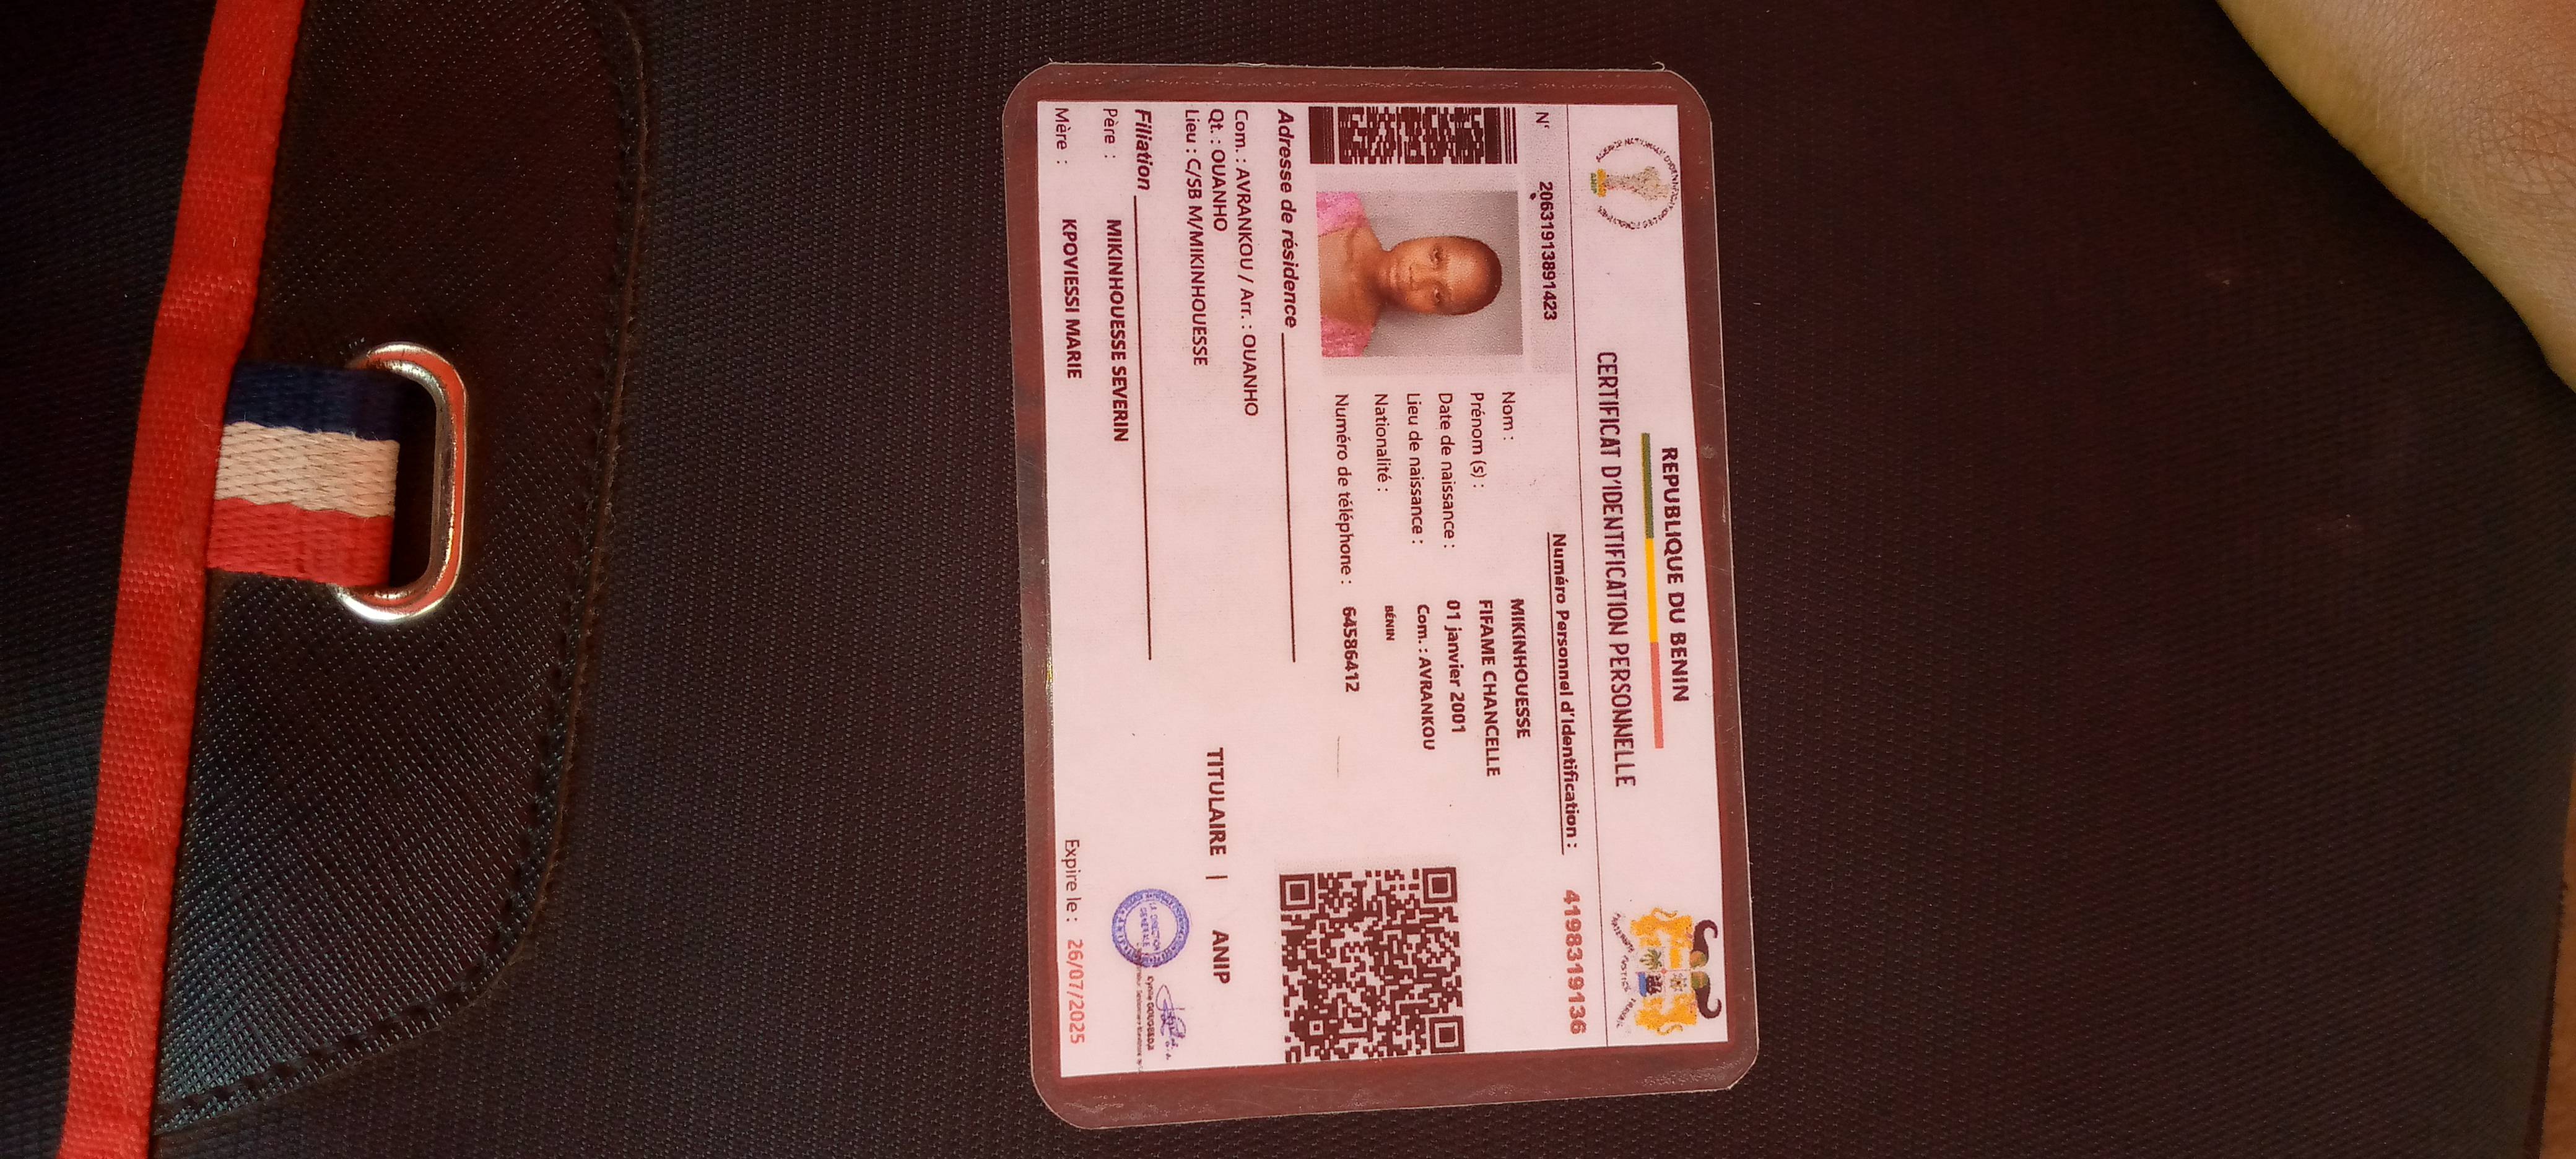 REPUBLIQUE DU BENIN
CERTIFICAT D'IDENTIFICATION PERSONNELLE
Numéro Personnel d'Identification : 4198319136
N° 20631913891423
Nom : MIKINHOUESSE
Prénom (s) : FIFAME CHANCELLE
Date de naissance : 01 janvier 2001
Lieu de naissance : Com. : AVRANKOU
Nationalité : BÉNIN
Numéro de téléphone : 64586412
Adresse de résidence
Com. : AVRANKOU / Arr. : OUANHO
Qt. : OUANHO
Lieu : C/SB M/MIKINHOUESSE
TITULAIRE | ANIP
Filiation
Père : MIKINHOUESSE SEVERIN
Mère : KPOVIESSI MARIE
Expire le : 26/07/2025